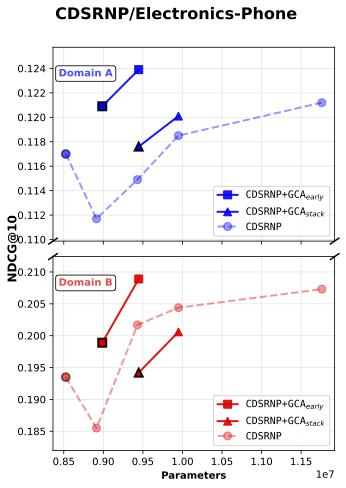 CDSRNP/Electronics-Phone
NDCG@10
0.124
0.122
0.120
0.118
0.116
0.114
0.112
0.110
Domain A
CDSRNP+GCAearly
CDSRNP+GCAstack
CDSRNP
0.210
0.205
0.200
0.195
0.190
0.185
Domain B
CDSRNP+GCAearly
CDSRNP+GCAstack
CDSRNP
0.85 0.90 0.95 1.00 1.05 1.10 1.15
Parameters
1e7